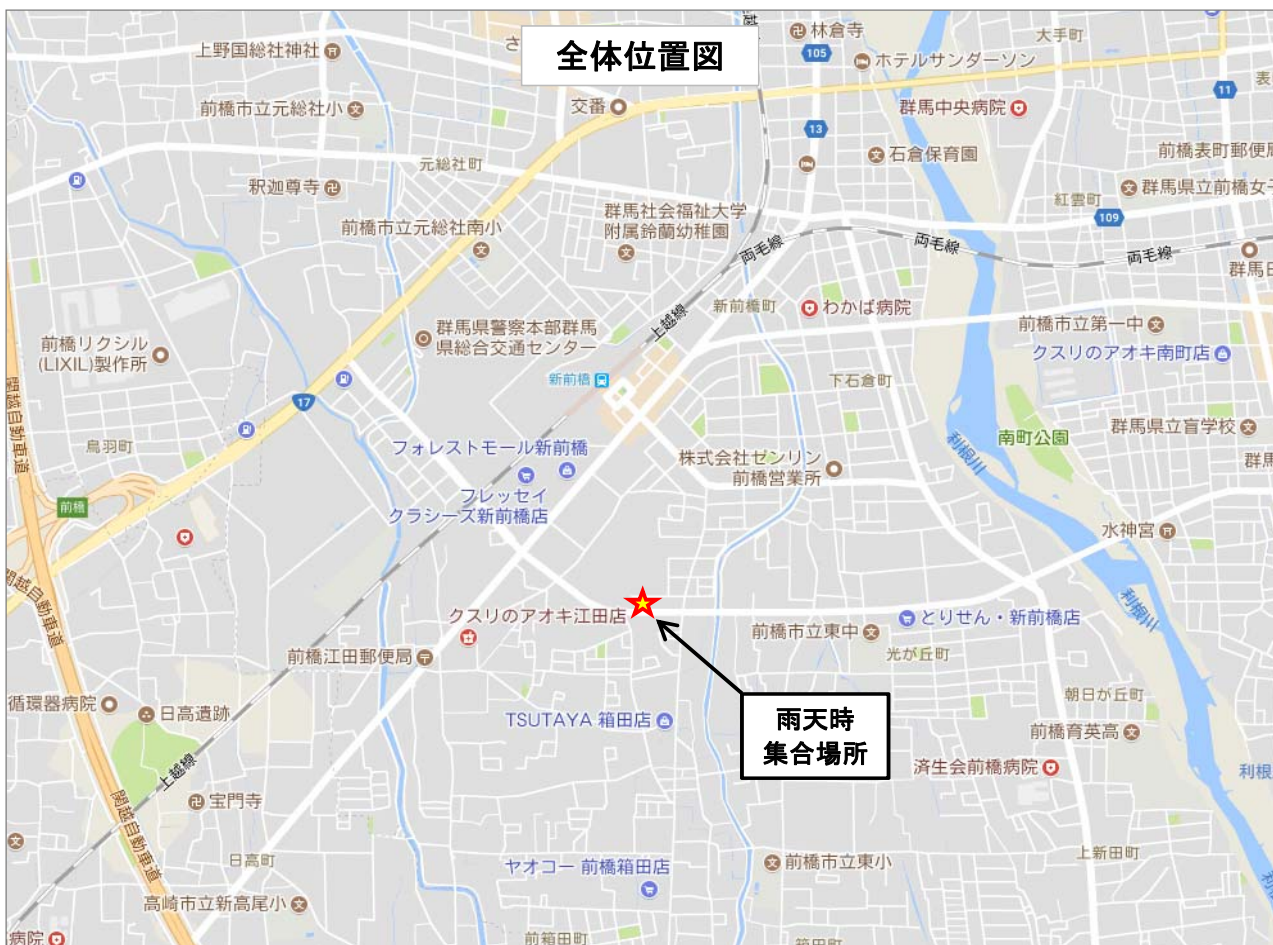 全体位置図
上野国総社神社
さ
林倉寺
大手町
105
ホテルサンダーソン
表
11
前橋市立元総社小
交番
群馬中央病院
13
元総社町
石倉保育園
前橋表町郵便局
釈迦尊寺
群馬県立前橋女子
紅雲町
109
前橋市立元総社南小
群馬社会福祉大学
附属鈴蘭幼稚園
両毛線
両毛線
両毛線
群馬日
新前橋町
わかば病院
上越線
前橋リクシル
(LIXIL)製作所
群馬県警察本部群馬
県総合交通センター
前橋市立第一中
クスリのアオキ南町店
新前橋
下石倉町
関越自動車道
17
鳥羽町
フォレストモール新前橋
南町公園
群馬県立盲学校
利根川
群馬
株式会社ゼンリン
前橋営業所
フレッセイ
クラシーズ新前橋店
前橋
水神宮
関越自動車道
利根川
クスリのアオキ江田店
とりせん・新前橋店
前橋市立東中
光が丘町
前橋江田郵便局
朝日が丘町
循環器病院
日高遺跡
TSUTAYA 箱田店
雨天時
集合場所
前橋育英高
済生会前橋病院
利根
上越線
宝門寺
関越自動車道
日高町
ヤオコー 前橋箱田店
前橋市立東小
上新田町
高崎市立新高尾小
病院
前箱田町